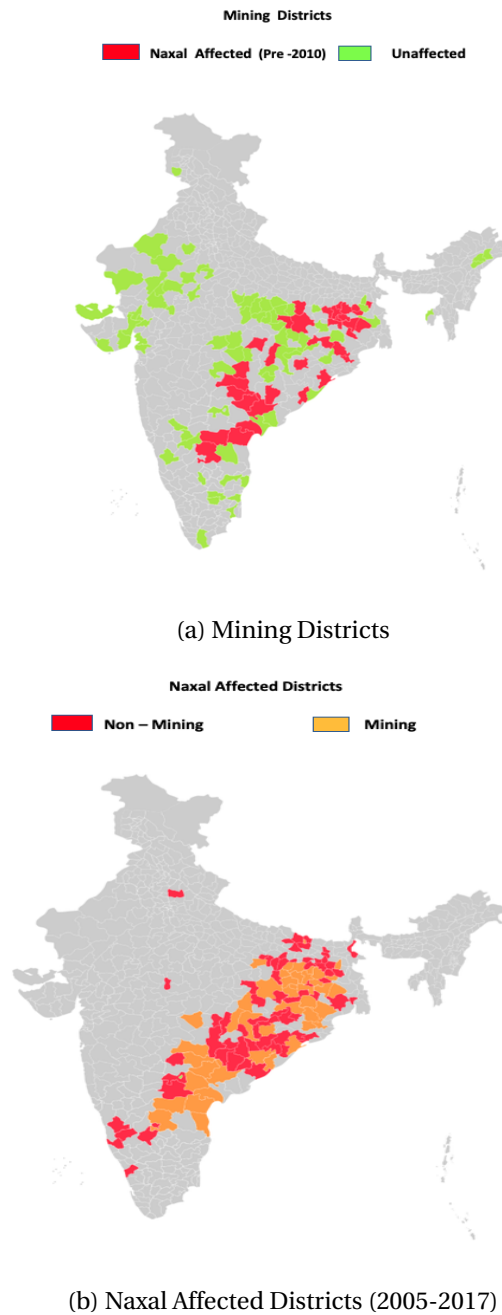 Mining Districts
Naxal Affected (Pre -2010) Unaffected
(a) Mining Districts
Naxal Affected Districts
Non – Mining Mining
(b) Naxal Affected Districts (2005-2017)